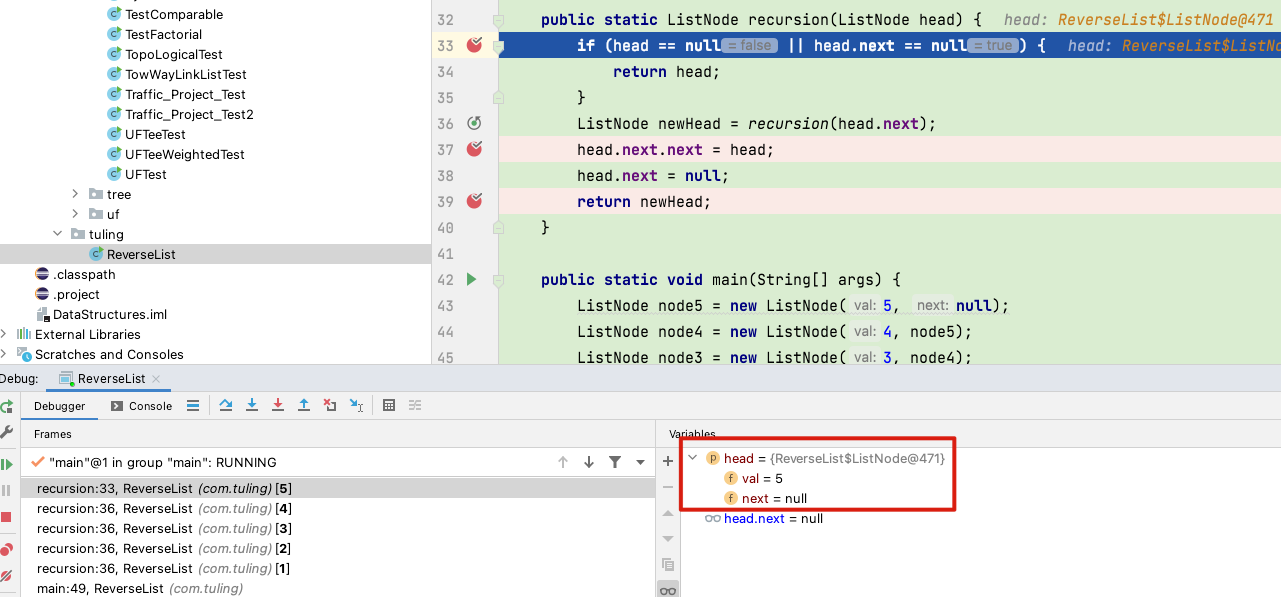 TestComparable
TestFactorial
TopoLogicalTest
TowWayLinkListTest
Traffic_Project_Test
Traffic_Project_Test2
UFTeeTest
UFTeeWeightedTest
UFTest
tree
uf
tuling
ReverseList
.classpath
.project
DataStructures.iml
External Libraries
Scratches and Consoles
32 public static ListNode recursion(ListNode head) { head: ReverseList$ListNode@471
33 if (head == null = false || head.next == null = true ) { head: ReverseList$ListNo
34 return head;
35 }
36 ListNode newHead = recursion(head.next);
37 head.next.next = head;
38 head.next = null;
39 return newHead;
40 }
41
42 public static void main(String[] args) {
43 ListNode node5 = new ListNode( val: 5, next: null);
44 ListNode node4 = new ListNode( val: 4, node5);
45 ListNode node3 = new ListNode( val: 3, node4);
Debug: ReverseList
Debugger Console
Frames
"main"@1 in group "main": RUNNING
recursion:33, ReverseList (com.tuling) [5]
recursion:36, ReverseList (com.tuling) [4]
recursion:36, ReverseList (com.tuling) [3]
recursion:36, ReverseList (com.tuling) [2]
recursion:36, ReverseList (com.tuling) [1]
main:49, ReverseList (com.tuling)
Variables
head = {ReverseList$ListNode@471}
val = 5
next = null
head.next = null